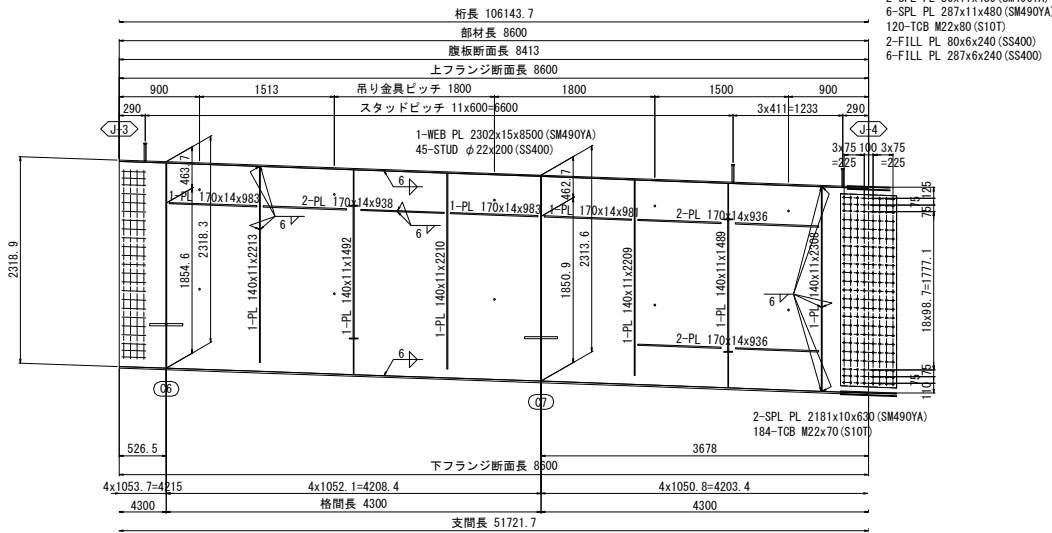 2-SPL PL 80x11x480(SM490YA)
6-SPL PL 287x11x480(SM490YA)
120-TCB M22x80(S10T)
2-FILL PL 80x6x240(SS400)
6-FILL PL 287x6x240(SS400)
桁長 106143.7
部材長 8600
腹板断面長 8413
上フランジ断面長 8600
900 1513 吊り金具ピッチ 1800 1800 1500 900
290 スタッドピッチ 11x600=6600 3x411=1233 290
J-3 J-4
1-WEB PL 2302x15x8500(SM490YA)
45-STUD φ22x200(SS400)
3x75 100 3x75
=225 =225
463.7
462.7
6
6
6
6
6
6
1-PL 170x14x983
2-PL 170x14x938
1-PL 170x14x983
1-PL 170x14x981
2-PL 170x14x936
2318.9
1854.6
2318.3
1-PL 140x11x2213
1-PL 140x11x1492
1-PL 140x11x2210
1850.9
2313.6
1-PL 140x11x2209
1-PL 140x11x1489
1-PL 140x11x2308
125
75
75
18x98.7=1777.1
75
75
110
2-PL 170x14x936
C6
C7
2-SPL PL 2181x10x630(SM490YA)
184-TCB M22x70(S10T)
526.5 3678
下フランジ断面長 8600
4x1053.7=4215 4x1052.1=4208.4 4x1050.8=4203.4
4300 格間長 4300 4300
支間長 51721.7